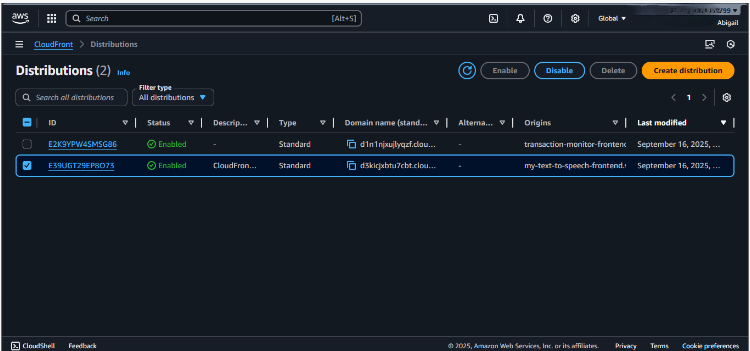 aws
Search [Alt+S] Global
Abigail
CloudFront > Distributions
Distributions (2) Info Enable Disable Delete Create distribution
Filter type
Search all distributions All distributions 1
ID Status Descrip... Type Domain name (stand... Alterna... Origins Last modified
E2K9YPW4SMSG86 Enabled - Standard d1n1njxujlyqzf.clou... - transaction-monitor-frontend September 16, 2025, ...
E39UGT29EP8O73 Enabled CloudFron... Standard d3kicjxbtu7cbt.clou... - my-text-to-speech-frontend. September 16, 2025, ...
CloudShell Feedback © 2025, Amazon Web Services, Inc. or its affiliates. Privacy Terms Cookie preferences